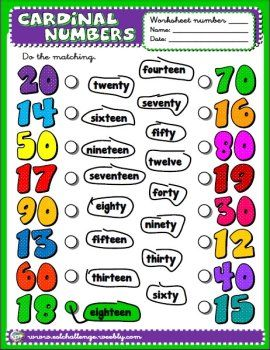 CARDINAL NUMBERS
Worksheet number
Name:
Date:
Do the matching.
20 twenty fourteen 70
14 sixteen seventy 16
50 nineteen fifty 80
17 seventeen twelve 19
90 eighty forty 30
13 fifteen ninety 12
60 thirteen thirty 40
18 eighteen sixty 15
www.eslchallenge.weebly.com